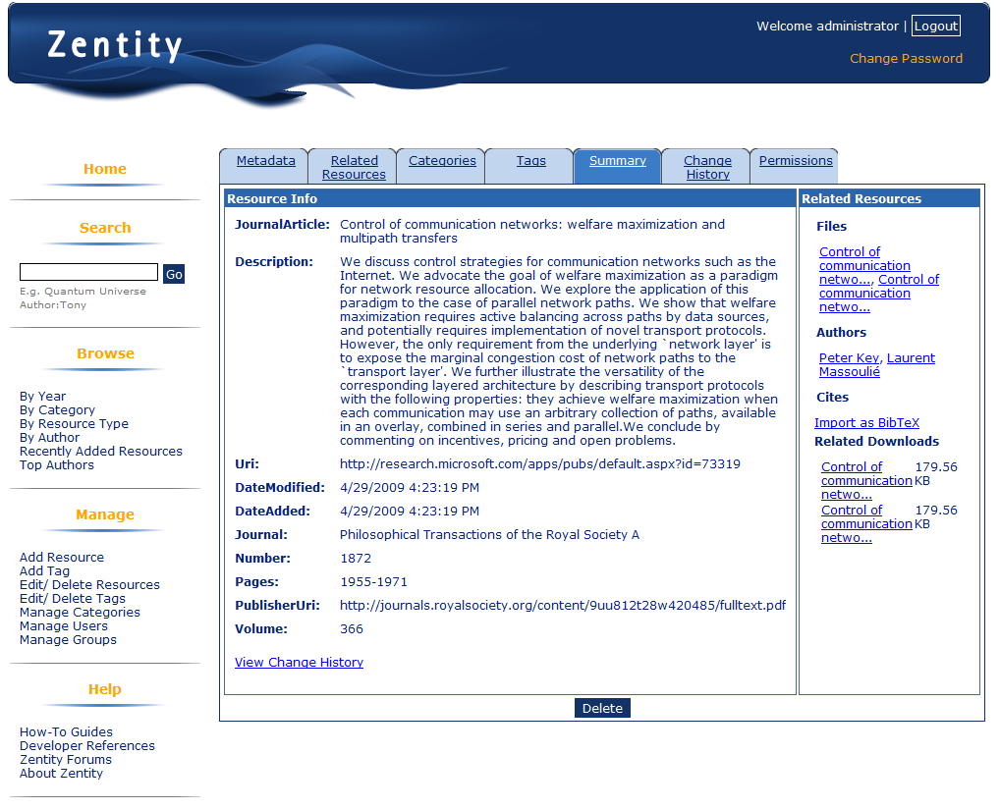 Zentity
Welcome administrator | Logout
Change Password
Home
Search
Go
E.g. Quantum Universe
Author:Tony
Browse
By Year
By Category
By Resource Type
By Author
Recently Added Resources
Top Authors
Manage
Add Resource
Add Tag
Edit/ Delete Resources
Edit/ Delete Tags
Manage Categories
Manage Users
Manage Groups
Help
How-To Guides
Developer References
Zentity Forums
About Zentity
Metadata
Related
Resources
Categories
Tags
Summary
Change
History
Permissions
Resource Info
JournalArticle: Control of communication networks: welfare maximization and
multipath transfers
Description: We discuss control strategies for communication networks such as the
Internet. We advocate the goal of welfare maximization as a paradigm
for network resource allocation. We explore the application of this
paradigm to the case of parallel network paths. We show that welfare
maximization requires active balancing across paths by data sources,
and potentially requires implementation of novel transport protocols.
However, the only requirement from the underlying `network layer' is
to expose the marginal congestion cost of network paths to the
`transport layer'. We further illustrate the versatility of the
corresponding layered architecture by describing transport protocols
with the following properties: they achieve welfare maximization when
each communication may use an arbitrary collection of paths, available
in an overlay, combined in series and parallel.We conclude by
commenting on incentives, pricing and open problems.
Uri: http://research.microsoft.com/apps/pubs/default.aspx?id=73319
DateModified: 4/29/2009 4:23:19 PM
DateAdded: 4/29/2009 4:23:19 PM
Journal: Philosophical Transactions of the Royal Society A
Number: 1872
Pages: 1955-1971
PublisherUri: http://journals.royalsociety.org/content/9uu812t28w420485/fulltext.pdf
Volume: 366
View Change History
Delete
Related Resources
Files
Control of
communication
netwo..., Control of
communication
netwo...
Authors
Peter Key, Laurent
Massoulié
Cites
Import as BibTeX
Related Downloads
Control of 179.56
communication KB
netwo...
Control of 179.56
communication KB
netwo...